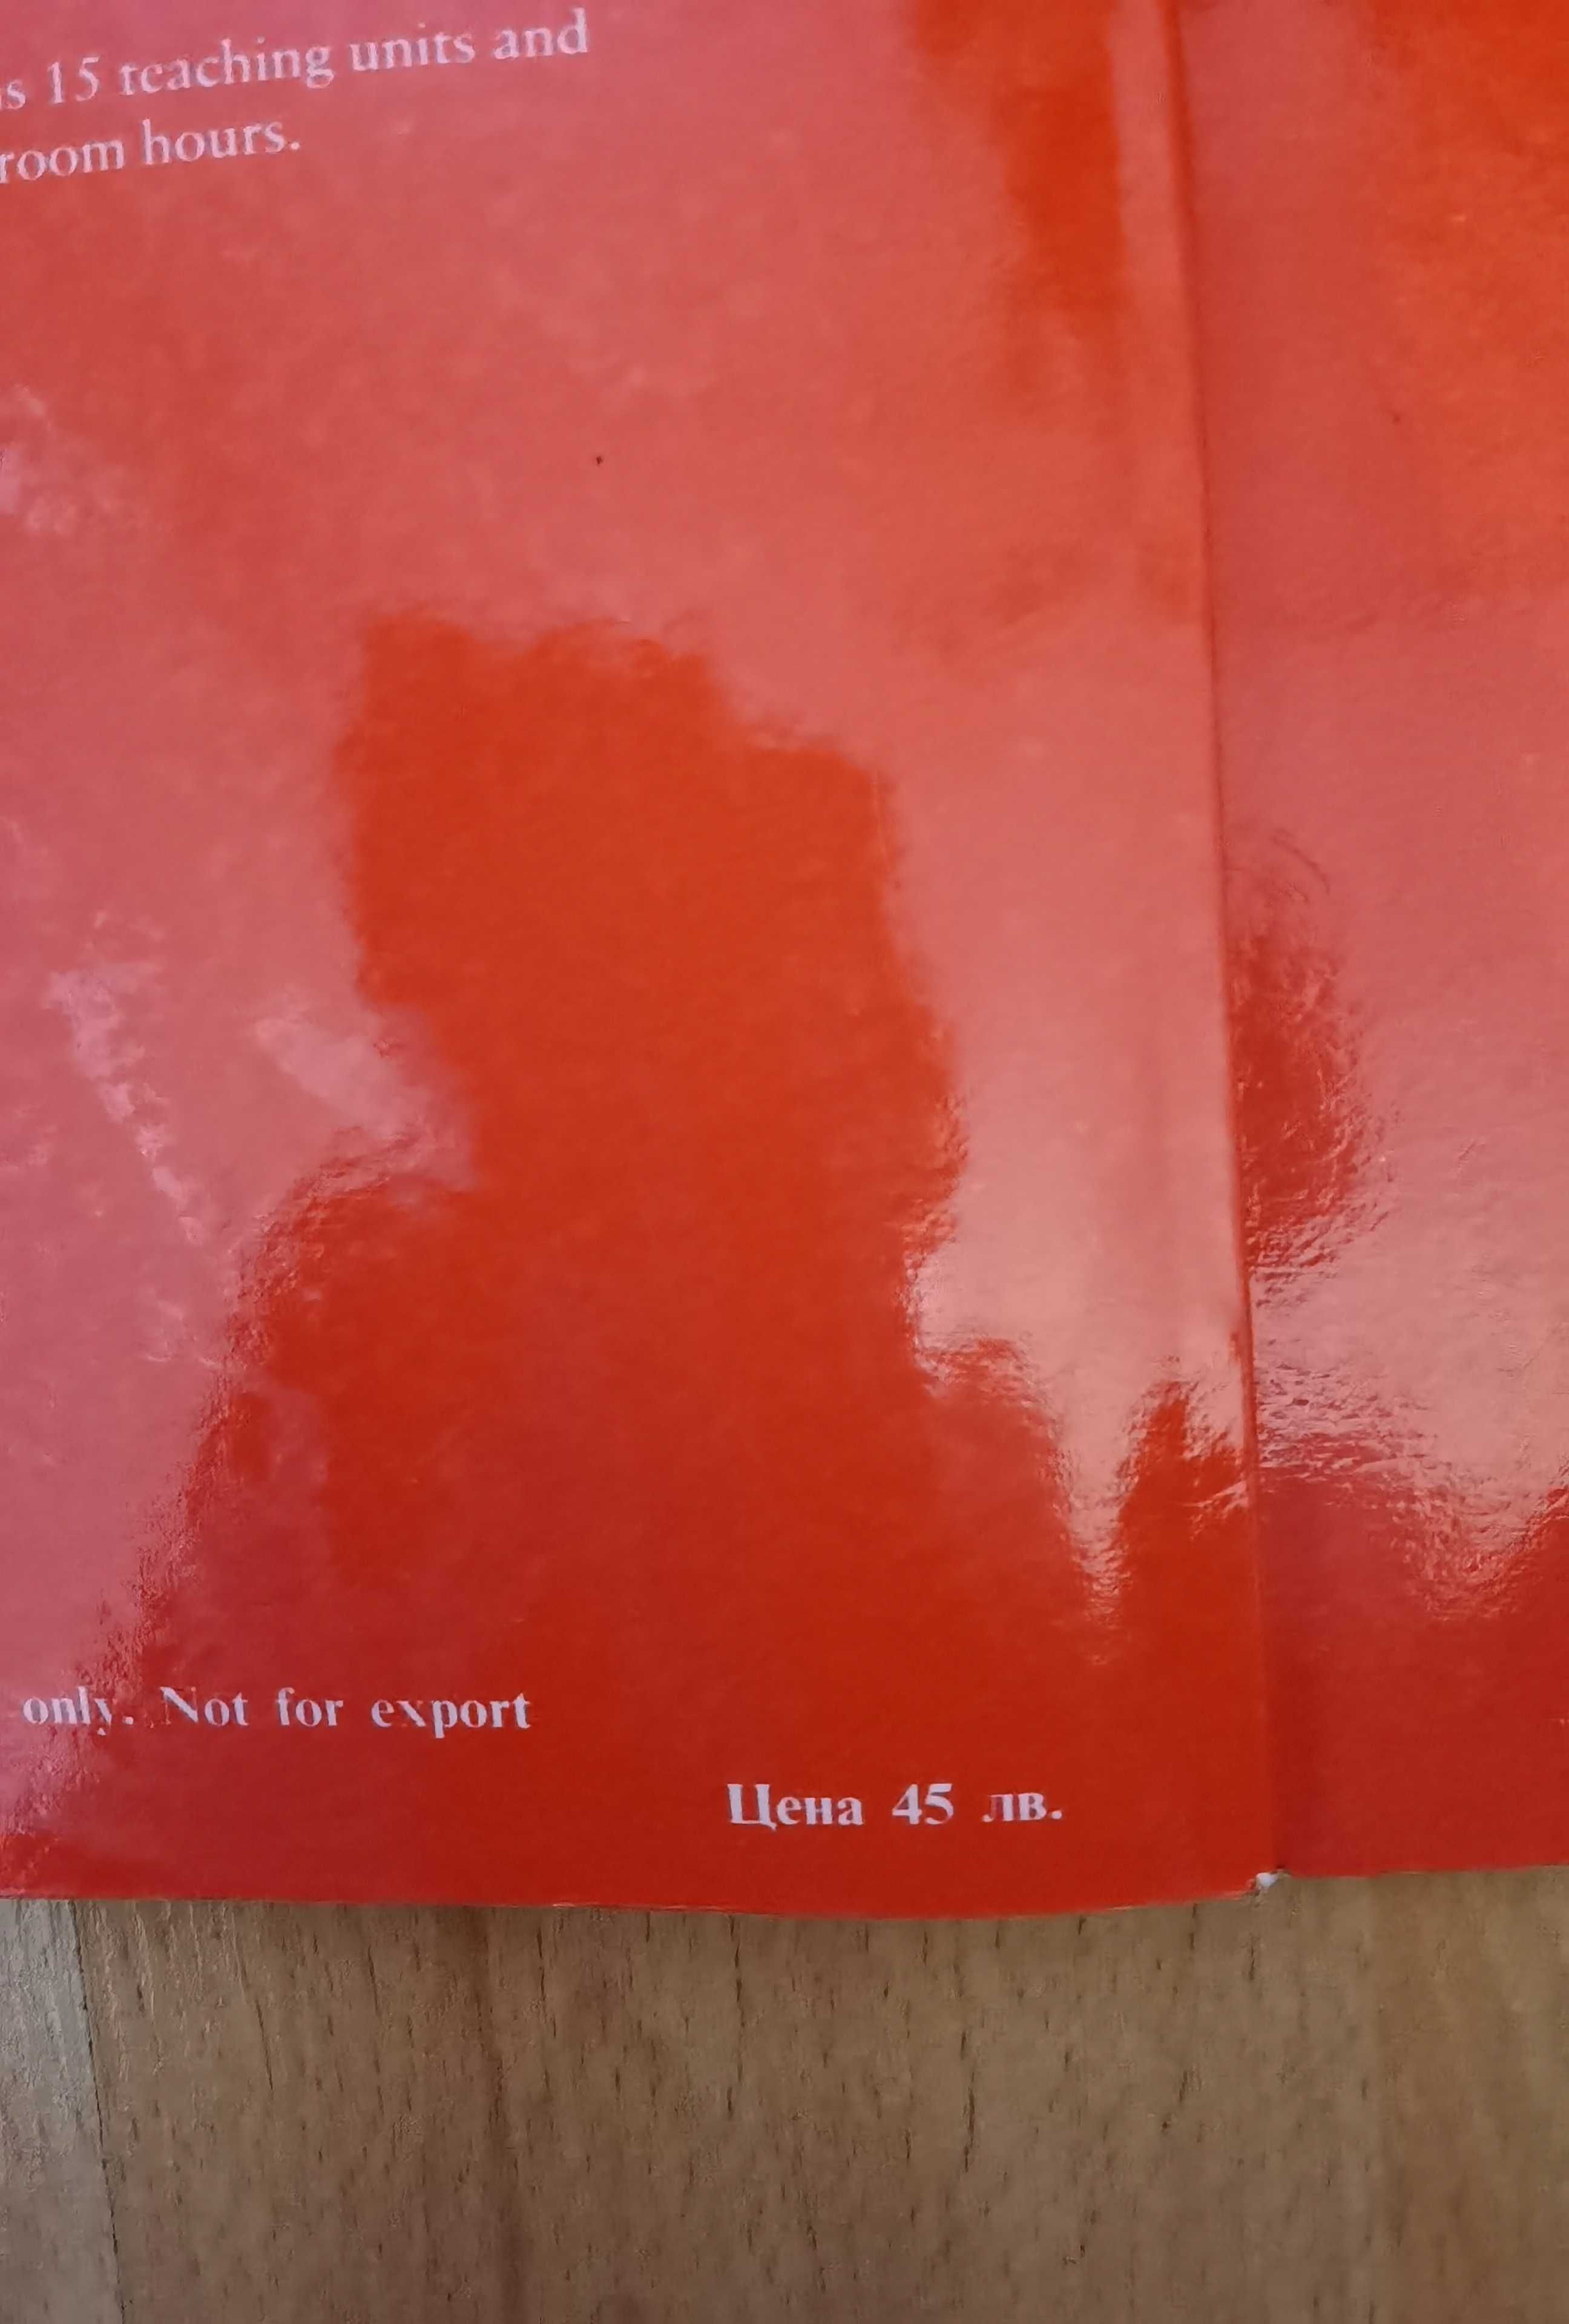 15 teaching units and
room hours.
only. Not for export
Цена 45 лв.